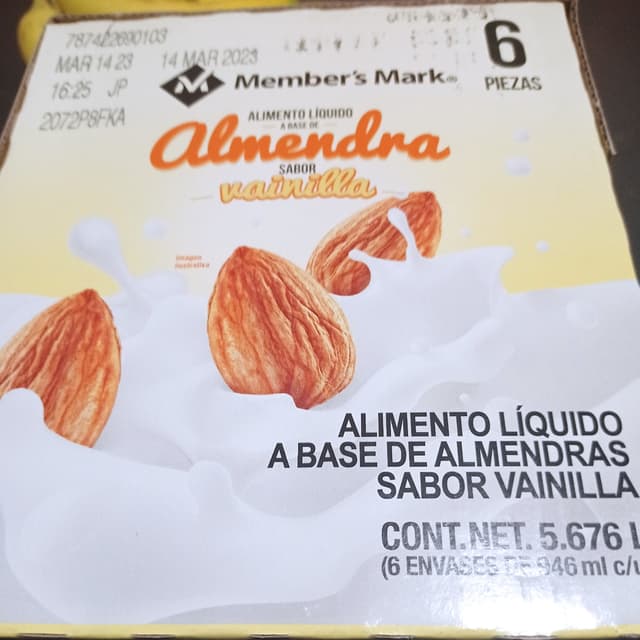 787422690103
MAR 14 23 14 MAR 2023
16:25 JP
2072P8FKA
Member's Mark®
6
PIEZAS
ALIMENTO LÍQUIDO
A BASE DE
Almendra
SABOR
vainilla
Imagen
ilustrativa
ALIMENTO LÍQUIDO
A BASE DE ALMENDRAS
SABOR VAINILLA
CONT. NET. 5.676 L
(6 ENVASES DE 946 ml c/u